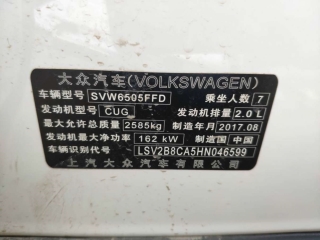 大众汽车(VOLKSWAGEN)
车辆型号 SVW6505FFD 乘坐人数 7
发动机型号 CUG 发动机排量 2.0 L
最大允许总质量 2585kg 制造年月 2017.08
发动机最大净功率 162 kW 制造国 中国
车辆识别代号 LSV2B8CA5HN046599
上汽大众汽车有限公司